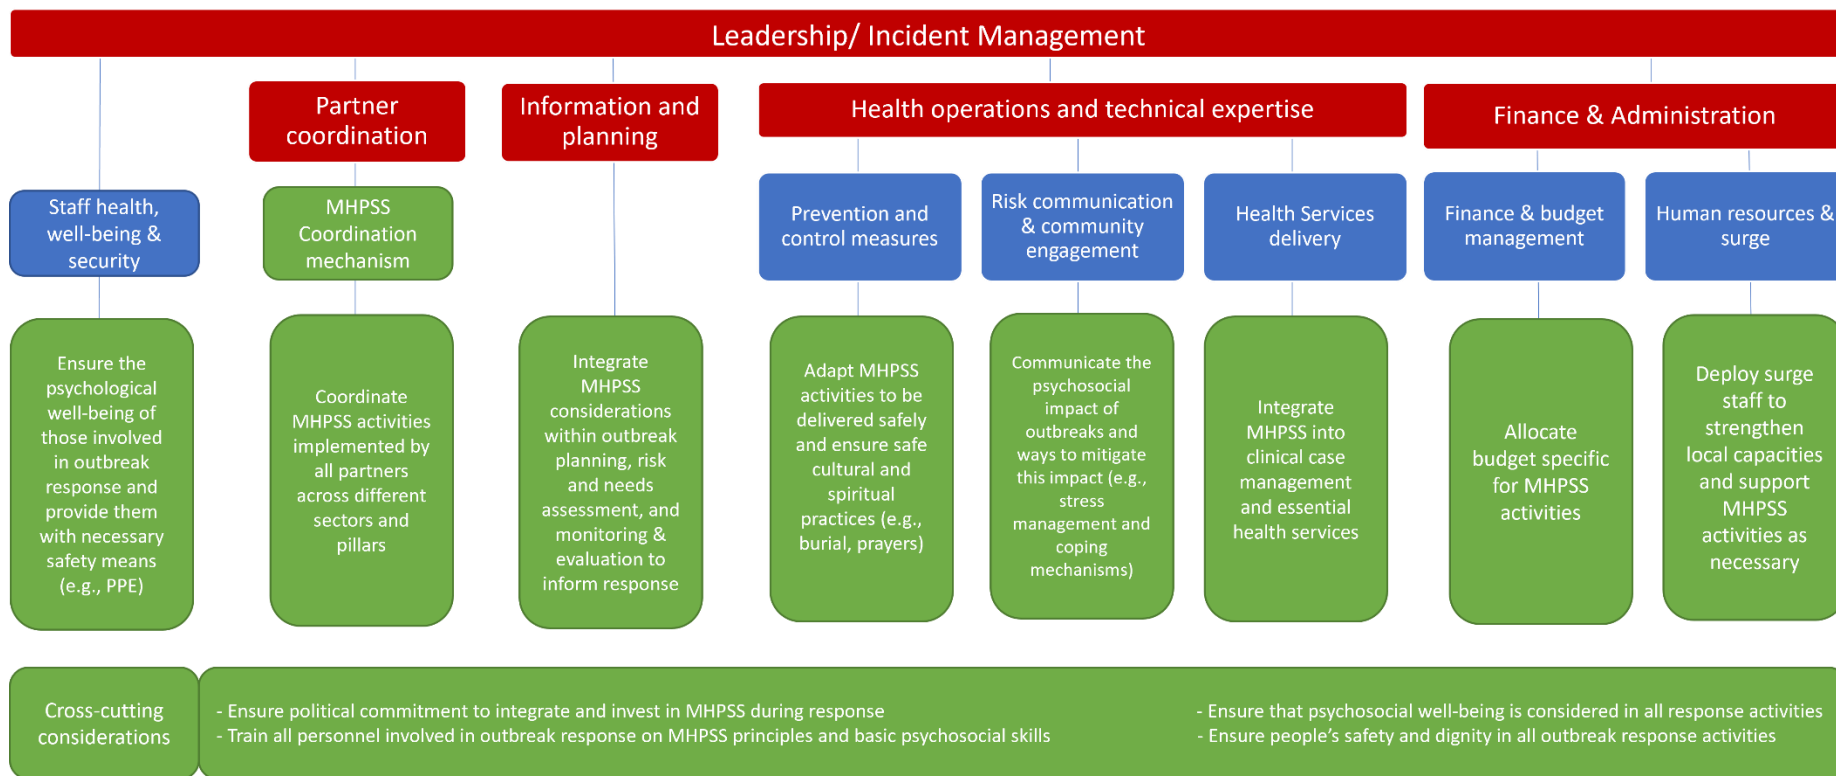 Leadership/ Incident Management
Partner
coordination
Information and
planning
Health operations and technical expertise
Finance & Administration
Staff health,
well-being &
security
MHPSS
Coordination
mechanism
Prevention and
control measures
Risk communication
& community
engagement
Health Services
delivery
Finance & budget
management
Human resources &
surge
Ensure the
psychological
well-being of
those involved
in outbreak
response and
provide them
with necessary
safety means
(e.g., PPE)
Coordinate
MHPSS activities
implemented by
all partners
across different
sectors and
pillars
Integrate
MHPSS
considerations
within outbreak
planning, risk
and needs
assessment, and
monitoring &
evaluation to
inform response
Adapt MHPSS
activities to be
delivered safely
and ensure safe
cultural and
spiritual
practices (e.g.,
burial, prayers)
Communicate the
psychosocial
impact of
outbreaks and
ways to mitigate
this impact (e.g.,
stress
management and
coping
mechanisms)
Integrate
MHPSS into
clinical case
management
and essential
health services
Allocate
budget specific
for MHPSS
activities
Deploy surge
staff to
strengthen
local capacities
and support
MHPSS
activities as
necessary
Cross-cutting
considerations
- Ensure political commitment to integrate and invest in MHPSS during response
- Train all personnel involved in outbreak response on MHPSS principles and basic psychosocial skills
- Ensure that psychosocial well-being is considered in all response activities
- Ensure people’s safety and dignity in all outbreak response activities